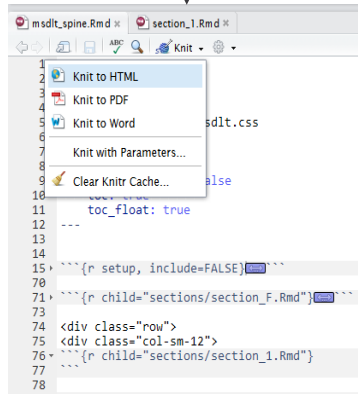 msdlt_spine.Rmd × section_1.Rmd ×
ABC Knit
1
2 Knit to HTML
3
4 Knit to PDF
5 Knit to Word sdlt.css
6
7 Knit with Parameters...
8
9 Clear Knitr Cache... alse
10 toc: true
11 toc_float: true
12 ---
13
14
15 ```{r setup, include=FALSE} ```
70
71 ```{r child="sections/section_F.Rmd"} ```
73
74 <div class="row">
75 <div class="col-sm-12">
76 ```{r child="sections/section_1.Rmd"}
77 ```
78